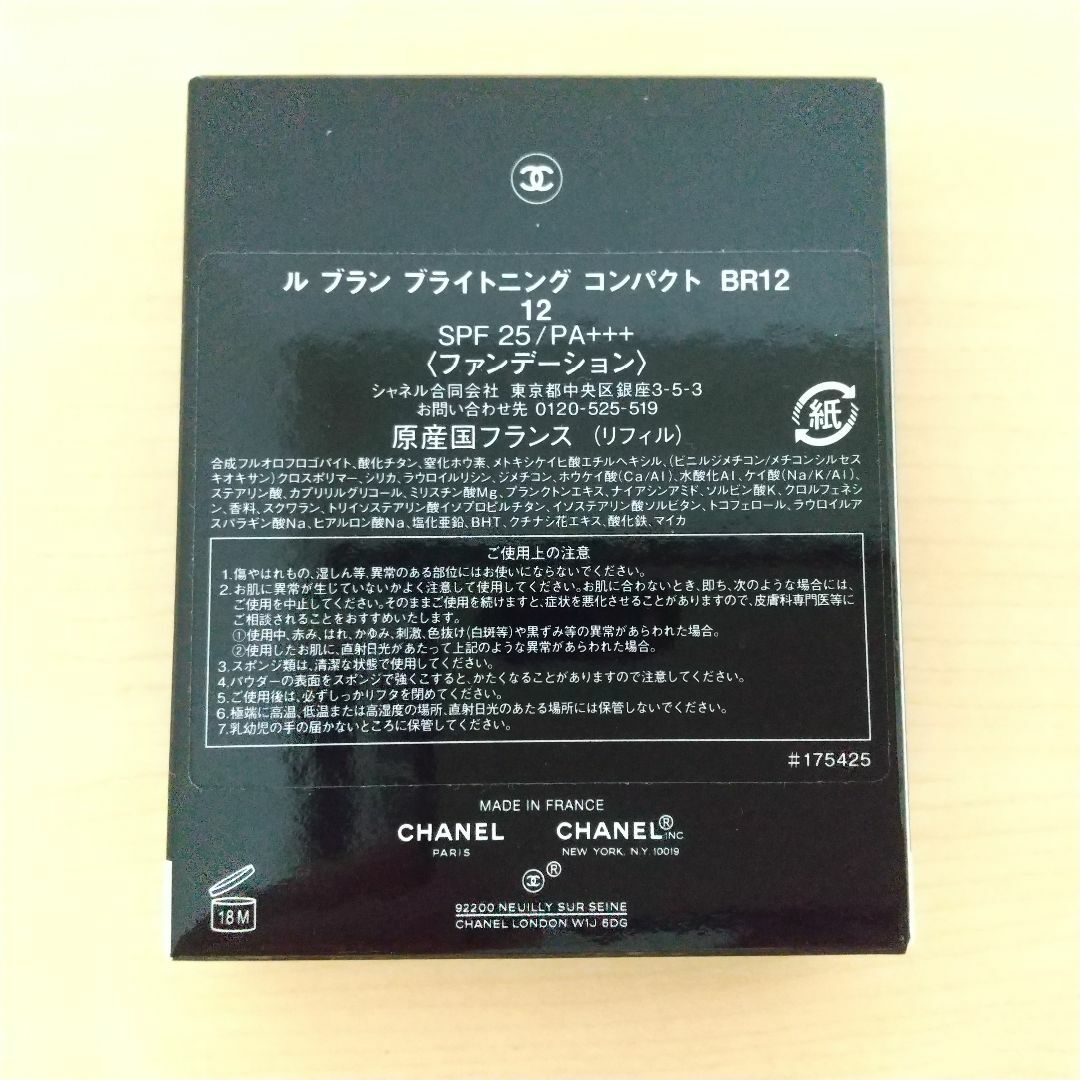 ル ブラン ブライトニング コンパクト BR12
12
SPF 25/PA+++
〈ファンデーション〉
シャネル合同会社 東京都中央区銀座3-5-3
お問い合わせ先 0120-525-519
原産国フランス (リフィル)
紙
合成フルオロフロゴパイト、酸化チタン、窒化ホウ素、メトキシケイヒ酸エチルヘキシル、(ビニルジメチコン/メチコンシルセス
キオキサン)クロスポリマー、シリカ、ラウロイルリシン、ジメチコン、ホウケイ酸(Ca/Al)、水酸化Al、ケイ酸(Na/K/Al)、
ステアリン酸、カプリリルグリコール、ミリスチン酸Mg、プランクトンエキス、ナイアシンアミド、ソルビン酸K、クロルフェネシ
ン、香料、スクワラン、トリイソステアリン酸イソプロピルチタン、イソステアリン酸ソルビタン、トコフェロール、ラウロイルア
スパラギン酸Na、ヒアルロン酸Na、塩化亜鉛、BHT、クチナシ花エキス、酸化鉄、マイカ
ご使用上の注意
1.傷やはれもの、湿しん等、異常のある部位にはお使いにならないでください。
2.お肌に異常が生じていないかよく注意して使用してください。お肌に合わないとき、即ち、次のような場合には、
ご使用を中止してください。そのままご使用を続けますと、症状を悪化させることがありますので、皮膚科専門医等に
ご相談されることをおすすめいたします。
①使用中、赤み、はれ、かゆみ、刺激、色抜け(白斑等)や黒ずみ等の異常があらわれた場合。
②使用したお肌に、直射日光があたって上記のような異常があらわれた場合。
3.スポンジ類は、清潔な状態で使用してください。
4.パウダーの表面をスポンジで強くこすると、かたくなることがありますので注意してください。
5.ご使用後は、必ずしっかりフタを閉めてください。
6.極端に高温、低温または高湿度の場所、直射日光のあたる場所には保管しないでください。
7.乳幼児の手の届かないところに保管してください。
#175425
MADE IN FRANCE
CHANEL CHANEL® INC
PARIS NEW YORK, N.Y. 10019
®
18M
92200 NEUILLY SUR SEINE
CHANEL LONDON W1J 6DG